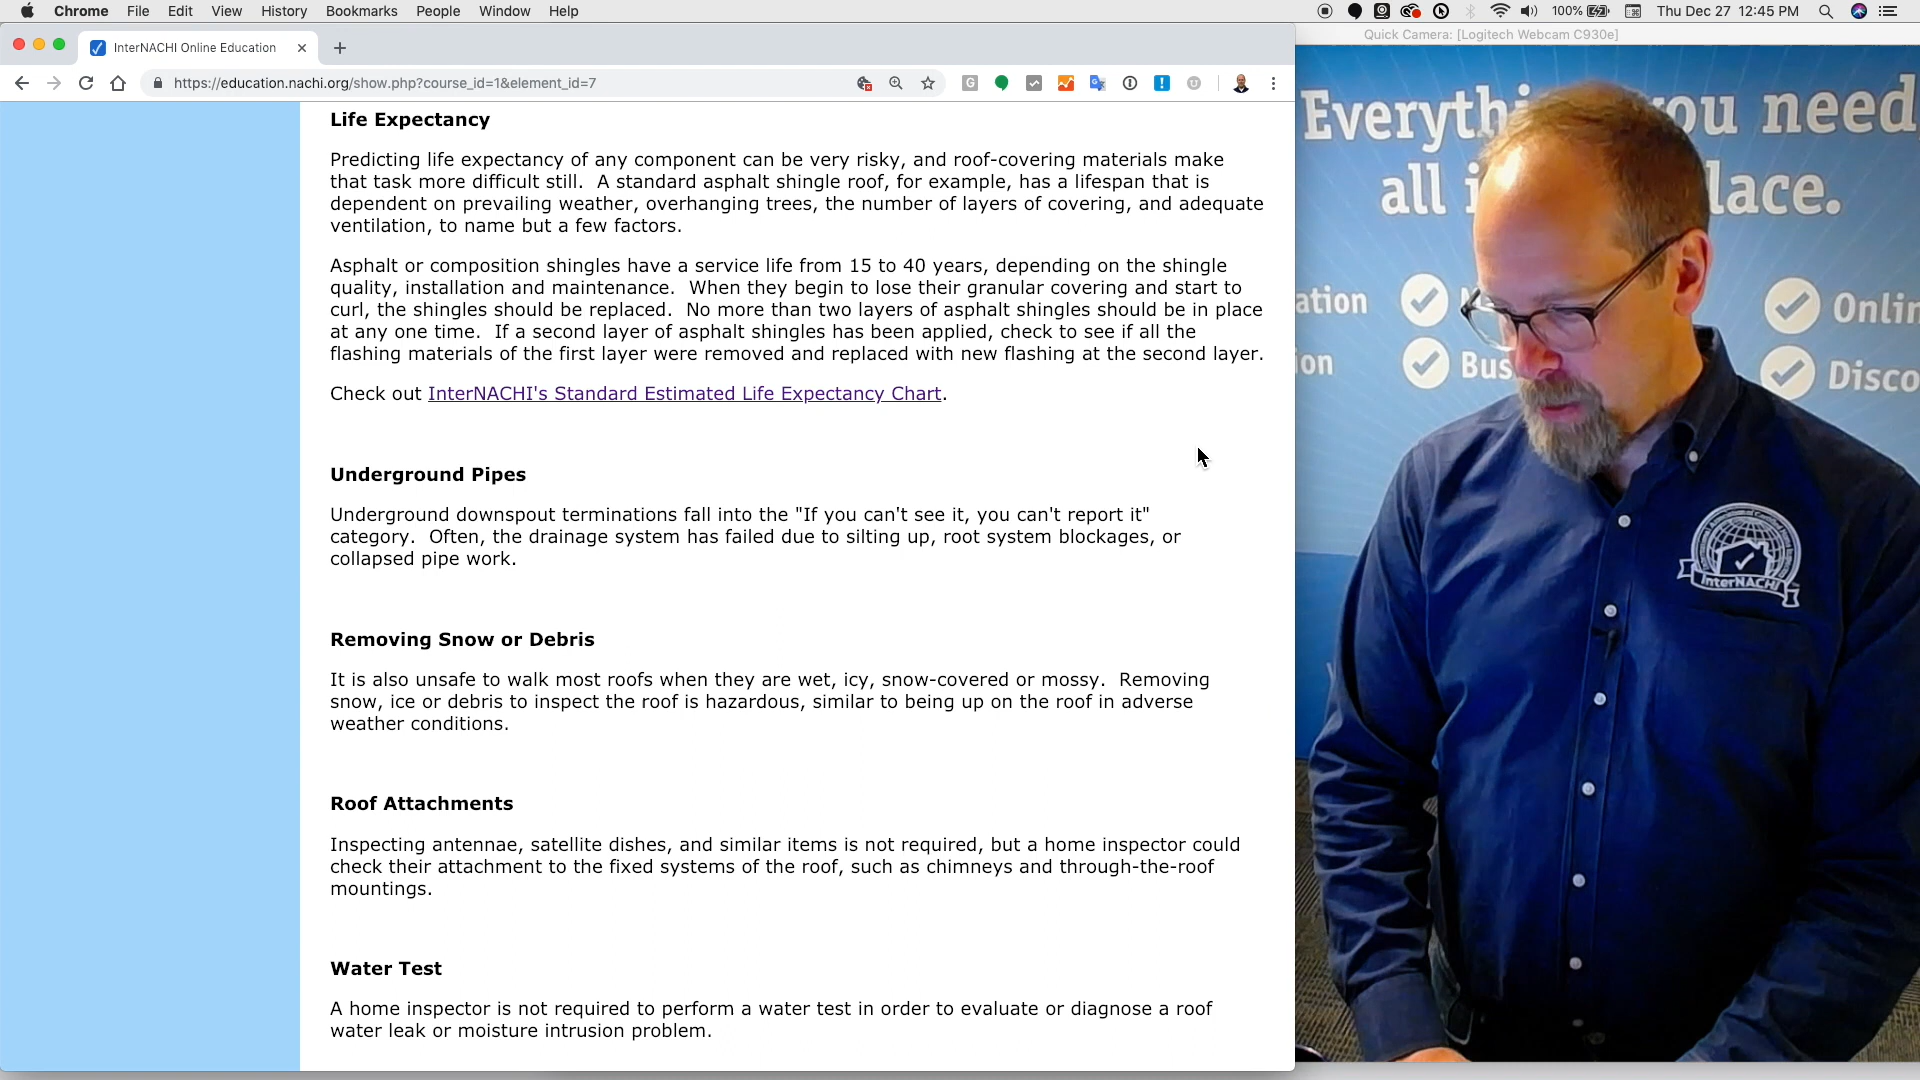 Chrome File Edit View History Bookmarks People Window Help
100% Thu Dec 27 12:45 PM
Quick Camera: [Logitech Webcam C930e]
InterNACHI Online Education
https://education.nachi.org/show.php?course_id=1&element_id=7
Life Expectancy
Predicting life expectancy of any component can be very risky, and roof-covering materials make
that task more difficult still. A standard asphalt shingle roof, for example, has a lifespan that is
dependent on prevailing weather, overhanging trees, the number of layers of covering, and adequate
ventilation, to name but a few factors.
Asphalt or composition shingles have a service life from 15 to 40 years, depending on the shingle
quality, installation and maintenance. When they begin to lose their granular covering and start to
curl, the shingles should be replaced. No more than two layers of asphalt shingles should be in place
at any one time. If a second layer of asphalt shingles has been applied, check to see if all the
flashing materials of the first layer were removed and replaced with new flashing at the second layer.
Check out InterNACHI's Standard Estimated Life Expectancy Chart.
Underground Pipes
Underground downspout terminations fall into the "If you can't see it, you can't report it"
category. Often, the drainage system has failed due to silting up, root system blockages, or
collapsed pipe work.
Removing Snow or Debris
It is also unsafe to walk most roofs when they are wet, icy, snow-covered or mossy. Removing
snow, ice or debris to inspect the roof is hazardous, similar to being up on the roof in adverse
weather conditions.
Roof Attachments
Inspecting antennae, satellite dishes, and similar items is not required, but a home inspector could
check their attachment to the fixed systems of the roof, such as chimneys and through-the-roof
mountings.
Water Test
A home inspector is not required to perform a water test in order to evaluate or diagnose a roof
water leak or moisture intrusion problem.
Everyth ou need
all i lace.
ation Onlin
ion Bus Disco
InterNACHI